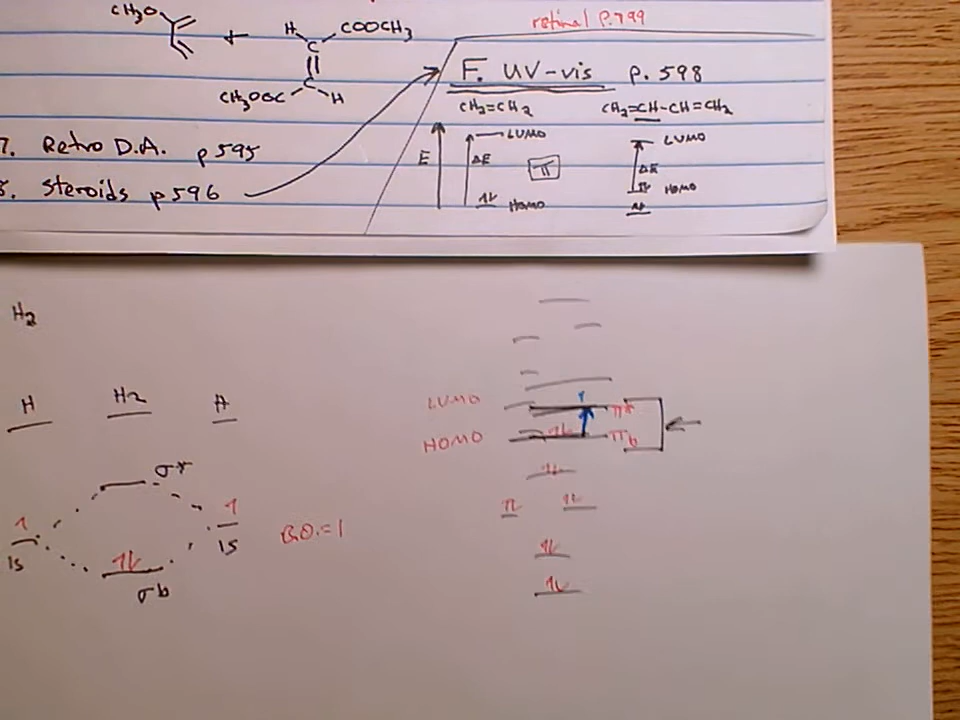 retinal p.799
CH3O
+
H COOCH3
C
C
CH3OOC H
F. UV-vis p. 598
CH2=CH2 CH2=CH-CH=CH2
E ΔE LUMO π HOMO
LUMO ΔE HOMO
7. Retro D.A. p595
8. Steroids p596
H2
H H2 H
σ*
1s 1s
σb
B.O.=1
LUMO π*
HOMO πb